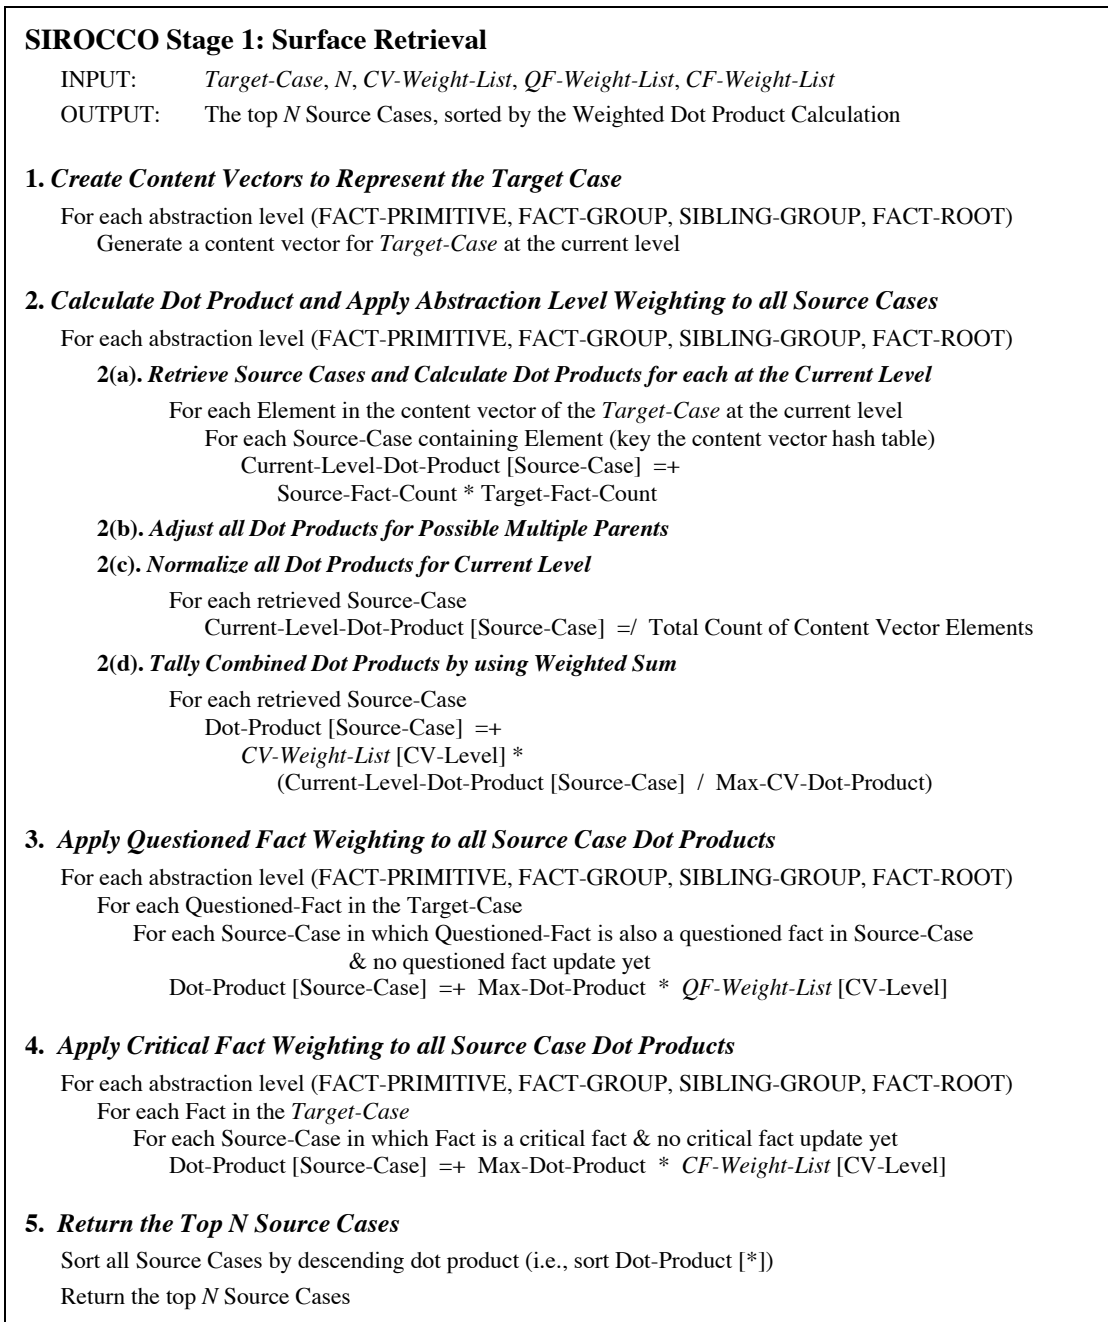 SIROCCO Stage 1: Surface Retrieval
INPUT: Target-Case, N, CV-Weight-List, QF-Weight-List, CF-Weight-List
OUTPUT: The top N Source Cases, sorted by the Weighted Dot Product Calculation
1. Create Content Vectors to Represent the Target Case
For each abstraction level (FACT-PRIMITIVE, FACT-GROUP, SIBLING-GROUP, FACT-ROOT)
Generate a content vector for Target-Case at the current level
2. Calculate Dot Product and Apply Abstraction Level Weighting to all Source Cases
For each abstraction level (FACT-PRIMITIVE, FACT-GROUP, SIBLING-GROUP, FACT-ROOT)
2(a). Retrieve Source Cases and Calculate Dot Products for each at the Current Level
For each Element in the content vector of the Target-Case at the current level
For each Source-Case containing Element (key the content vector hash table)
Current-Level-Dot-Product [Source-Case] =+
Source-Fact-Count * Target-Fact-Count
2(b). Adjust all Dot Products for Possible Multiple Parents
2(c). Normalize all Dot Products for Current Level
For each retrieved Source-Case
Current-Level-Dot-Product [Source-Case] =/ Total Count of Content Vector Elements
2(d). Tally Combined Dot Products by using Weighted Sum
For each retrieved Source-Case
Dot-Product [Source-Case] =+
CV-Weight-List [CV-Level] *
(Current-Level-Dot-Product [Source-Case] / Max-CV-Dot-Product)
3. Apply Questioned Fact Weighting to all Source Case Dot Products
For each abstraction level (FACT-PRIMITIVE, FACT-GROUP, SIBLING-GROUP, FACT-ROOT)
For each Questioned-Fact in the Target-Case
For each Source-Case in which Questioned-Fact is also a questioned fact in Source-Case
& no questioned fact update yet
Dot-Product [Source-Case] =+ Max-Dot-Product * QF-Weight-List [CV-Level]
4. Apply Critical Fact Weighting to all Source Case Dot Products
For each abstraction level (FACT-PRIMITIVE, FACT-GROUP, SIBLING-GROUP, FACT-ROOT)
For each Fact in the Target-Case
For each Source-Case in which Fact is a critical fact & no critical fact update yet
Dot-Product [Source-Case] =+ Max-Dot-Product * CF-Weight-List [CV-Level]
5. Return the Top N Source Cases
Sort all Source Cases by descending dot product (i.e., sort Dot-Product [*])
Return the top N Source Cases